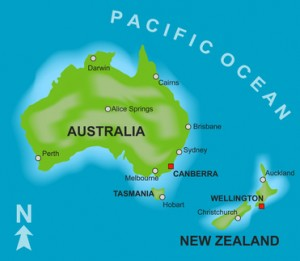 PACIFIC OCEAN
Darwin
Cairns
Alice Springs
AUSTRALIA
Brisbane
Perth
Sydney
Melbourne
CANBERRA
TASMANIA
Hobart
Auckland
WELLINGTON
Christchurch
NEW ZEALAND
N